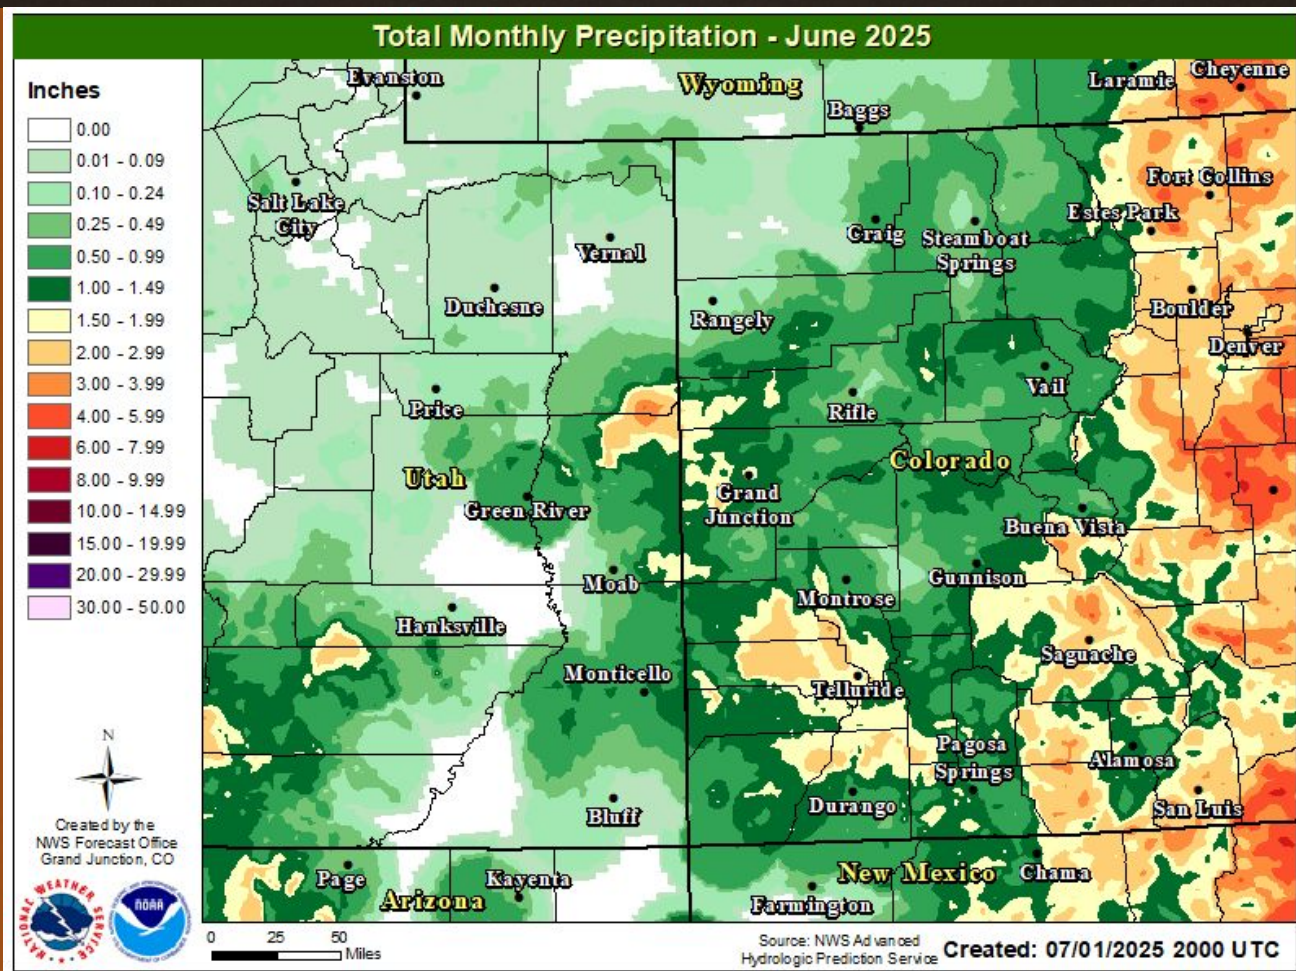 Total Monthly Precipitation - June 2025
Inches
0.00
0.01 - 0.09
0.10 - 0.24
0.25 - 0.49
0.50 - 0.99
1.00 - 1.49
1.50 - 1.99
2.00 - 2.99
3.00 - 3.99
4.00 - 5.99
6.00 - 7.99
8.00 - 9.99
10.00 - 14.99
15.00 - 19.99
20.00 - 29.99
30.00 - 50.00
N
Created by the
NWS Forecast Office
Grand Junction, CO
NATIONAL WEATHER SERVICE
NOAA
Evanston
Wyoming
Laramie
Cheyenne
Baggs
Salt Lake
City
Fort Collins
Estes Park
Vernal
Craig
Steamboat
Springs
Duchesne
Rangely
Boulder
Denver
Price
Rifle
Vail
Utah
Colorado
Green River
Grand
Junction
Buena Vista
Moab
Montrose
Gunnison
Hanksville
Saguache
Monticello
Telluride
Pagosa
Springs
Alamosa
Bluff
Durango
San Luis
Page
Arizona
Kayenta
New Mexico
Chama
Farmington
0 25 50
Miles
Source: NWS Advanced
Hydrologic Prediction Service
Created: 07/01/2025 2000 UTC